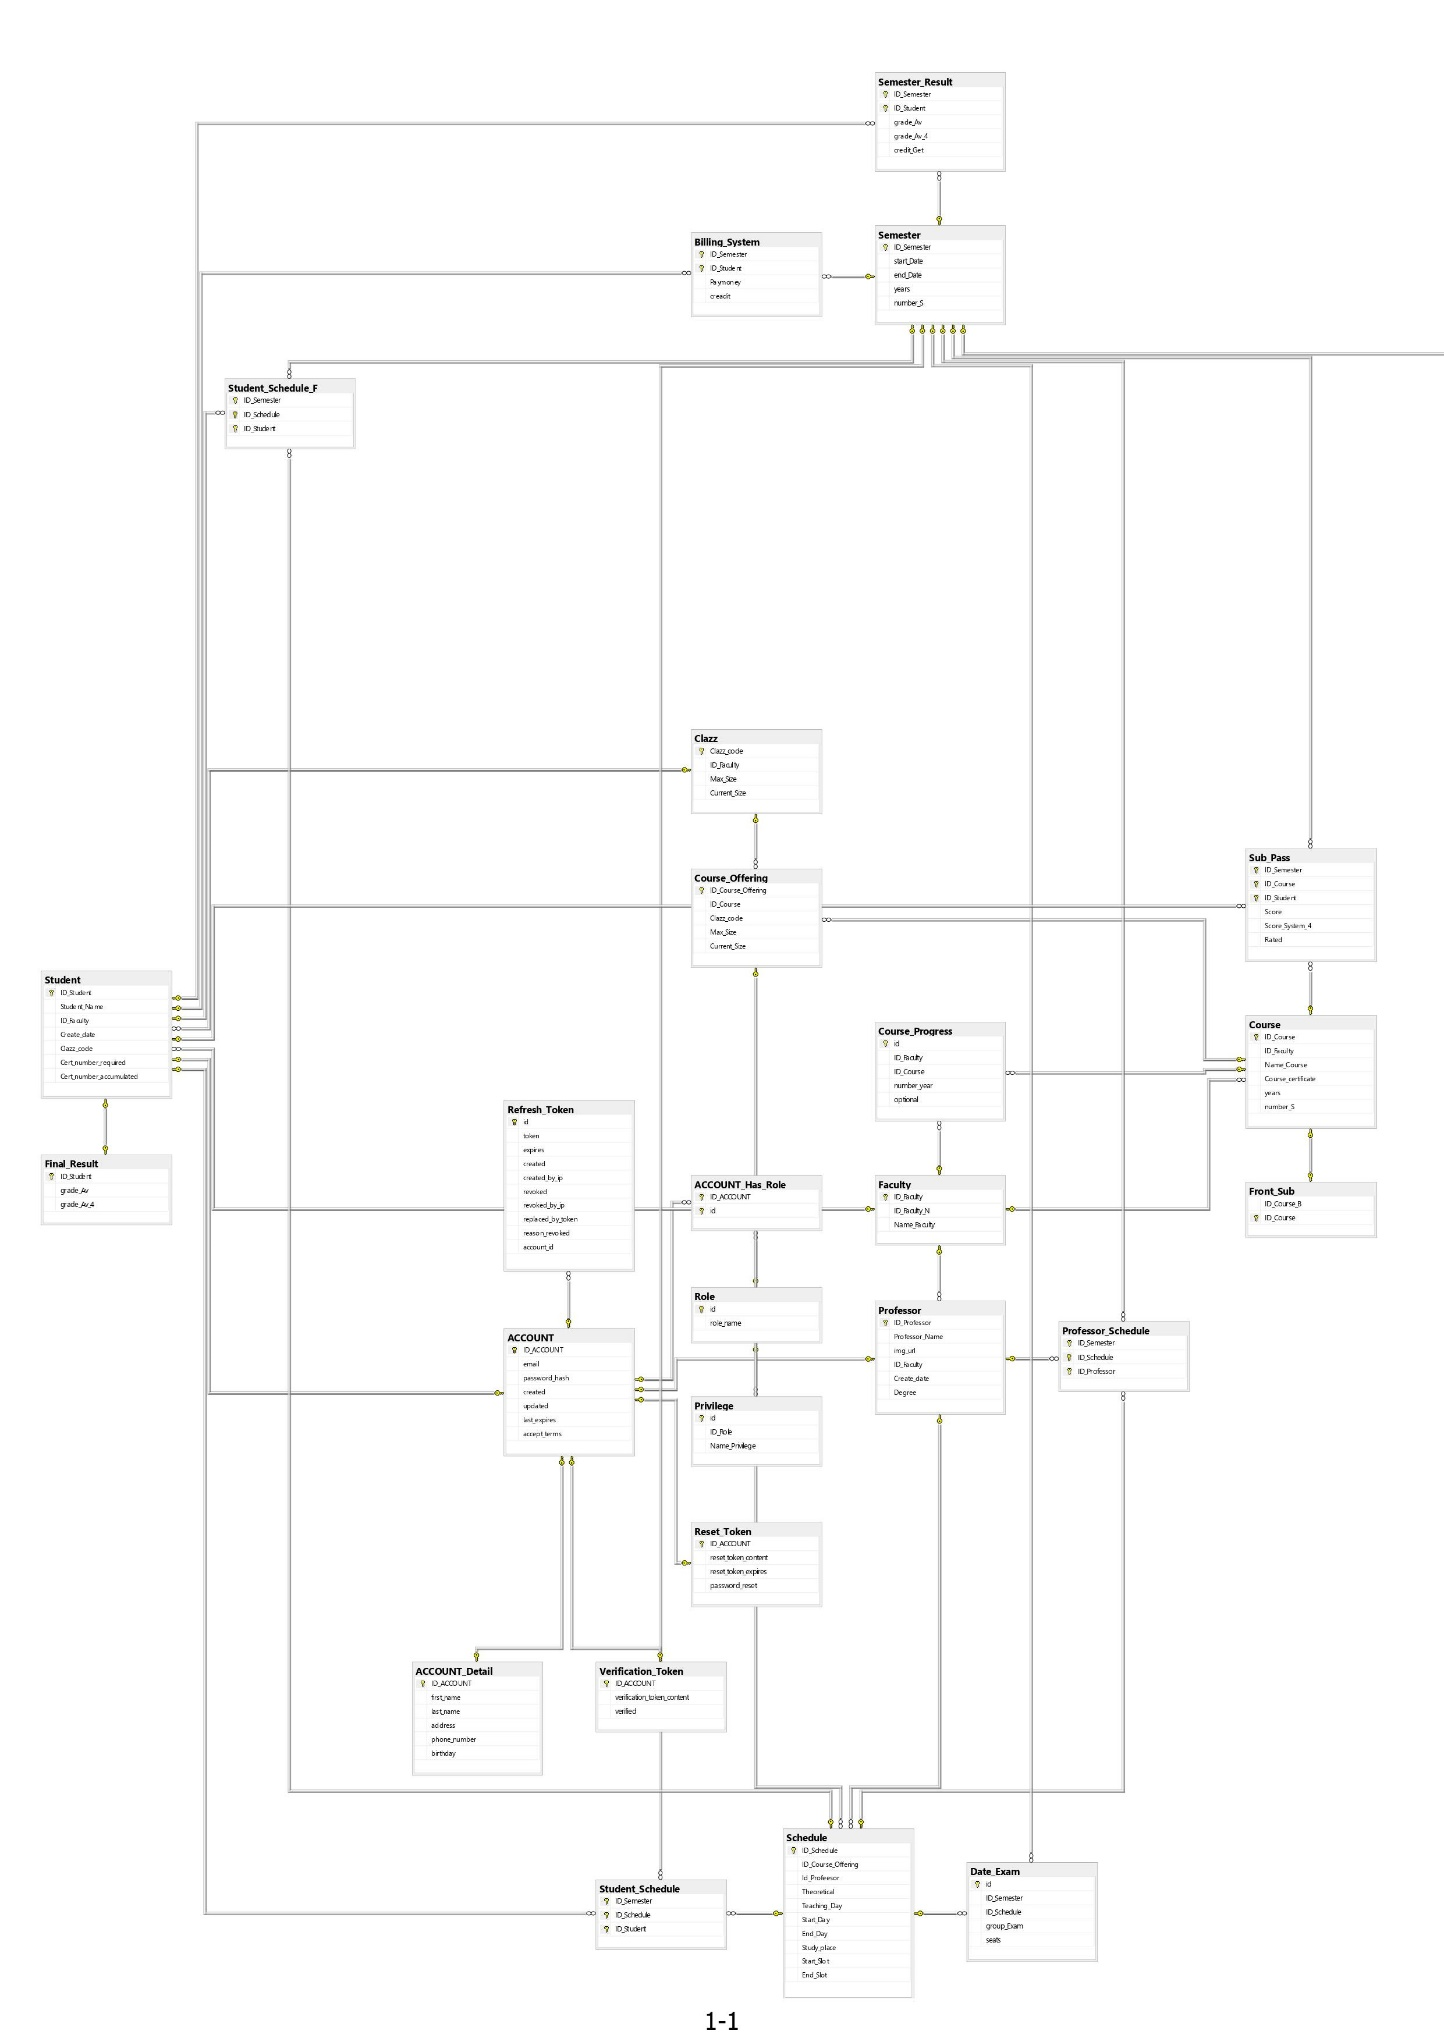 Semester_Result
ID_Semester
ID_Student
grade_Av
grade_Av_4
credit_Get
Semester
ID_Semester
start_Date
end_Date
years
number_S
Billing_System
ID_Semester
ID_Student
Paymoney
creadit
Student_Schedule_F
ID_Semester
ID_Schedule
ID_Student
Clazz
Clazz_code
ID_Faculty
Max_Size
Current_Size
Course_Offering
ID_Course_Offering
ID_Course
Clazz_code
Max_Size
Current_Size
Sub_Pass
ID_Semester
ID_Course
ID_Student
Score
Score_System_4
Rated
Student
ID_Student
Student_Name
ID_Faculty
Create_date
Clazz_code
Cert_number_required
Cert_number_accumulated
Course_Progress
id
ID_Faculty
ID_Course
number_year
optional
Course
ID_Course
ID_Faculty
Name_Course
Course_certificate
years
number_S
Refresh_Token
id
token
expires
created
created_by_ip
revoked
revoked_by_ip
replaced_by_token
reason_revoked
account_id
Final_Result
ID_Student
grade_Av
grade_Av_4
ACCOUNT_Has_Role
ID_ACCOUNT
id
Faculty
ID_Faculty
ID_Faculty_N
Name_Faculty
Front_Sub
ID_Course_B
ID_Course
Role
id
role_name
Professor
ID_Professor
Professor_Name
img_url
ID_Faculty
Create_date
Degree
Professor_Schedule
ID_Semester
ID_Schedule
ID_Professor
ACCOUNT
ID_ACCOUNT
email
password_hash
created
updated
last_expires
accept_terms
Privilege
id
ID_Role
Name_Privilege
Reset_Token
ID_ACCOUNT
reset_token_content
reset_token_expires
password_reset
ACCOUNT_Detail
ID_ACCOUNT
first_name
last_name
address
phone_number
birthday
Verification_Token
ID_ACCOUNT
verification_token_content
verified
Schedule
ID_Schedule
ID_Course_Offering
Id_Profeesor
Theoretical
Teaching_Day
Start_Day
End_Day
Study_place
Start_Slot
End_Slot
Date_Exam
id
ID_Semester
ID_Schedule
group_Exam
seats
Student_Schedule
ID_Semester
ID_Schedule
ID_Student
1-1